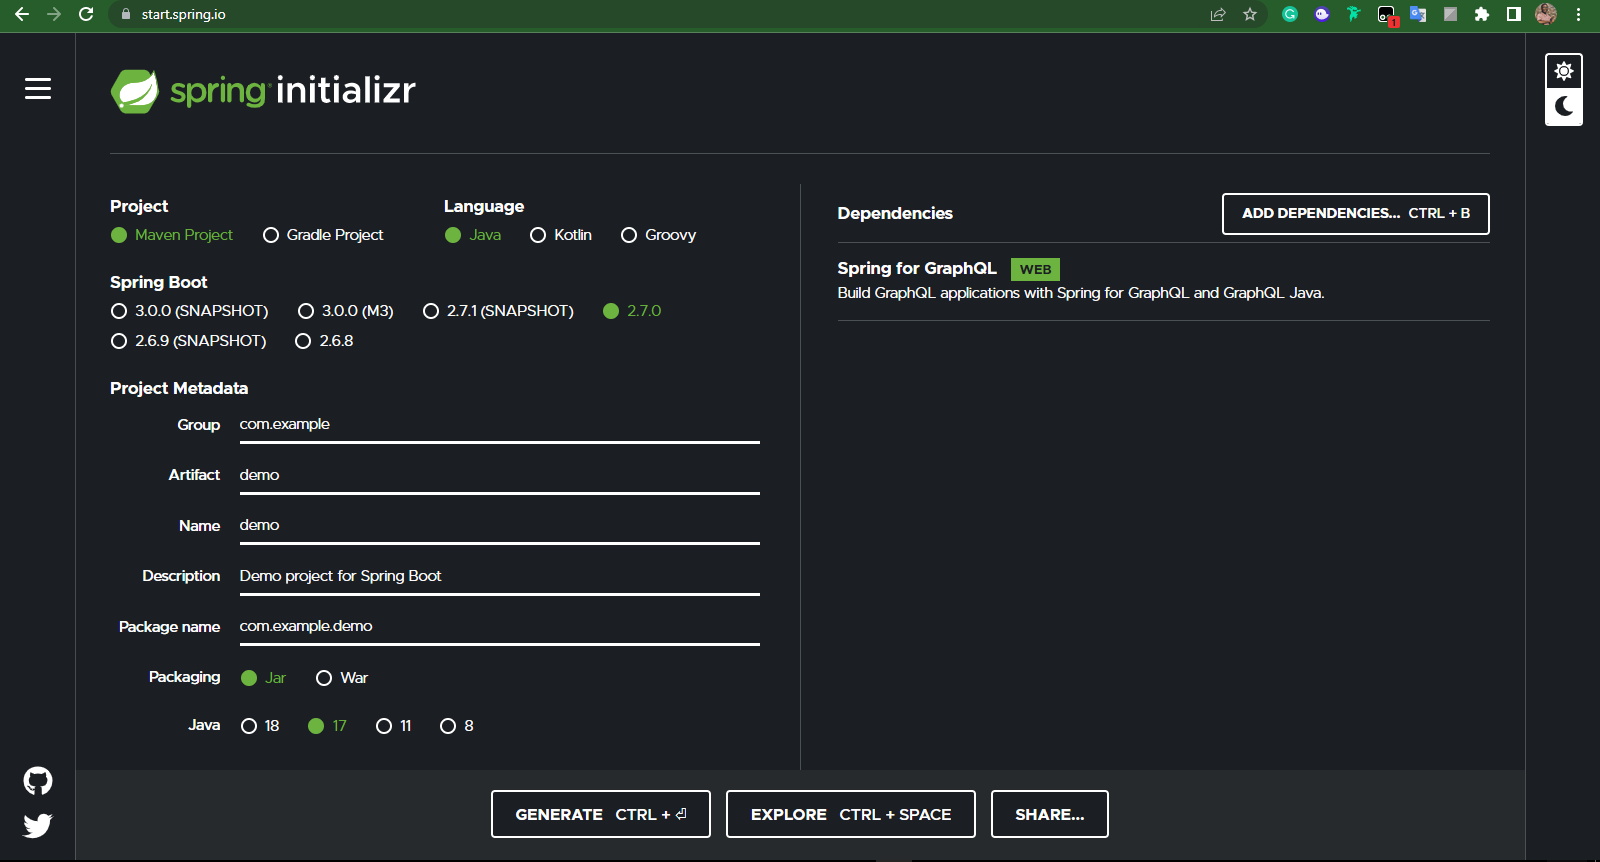 start.spring.io
1
spring initializr
Project
Maven Project Gradle Project
Language
Java Kotlin Groovy
Spring Boot
3.0.0 (SNAPSHOT) 3.0.0 (M3) 2.7.1 (SNAPSHOT) 2.7.0
2.6.9 (SNAPSHOT) 2.6.8
Project Metadata
Group com.example
Artifact demo
Name demo
Description Demo project for Spring Boot
Package name com.example.demo
Packaging Jar War
Java 18 17 11 8
Dependencies
ADD DEPENDENCIES... CTRL + B
Spring for GraphQL WEB
Build GraphQL applications with Spring for GraphQL and GraphQL Java.
GENERATE CTRL + ⏎
EXPLORE CTRL + SPACE
SHARE...